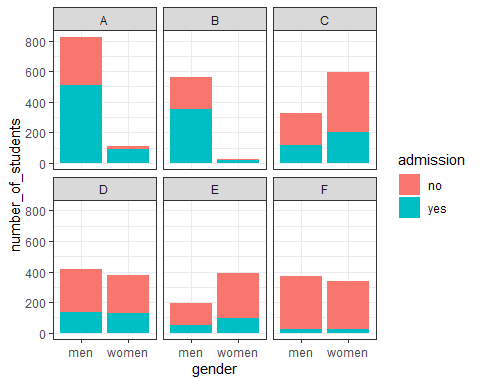 A B C
800
600
400
200
0
D E F
800
600
400
200
0
men women men women men women
gender
number_of_students
admission
no
yes